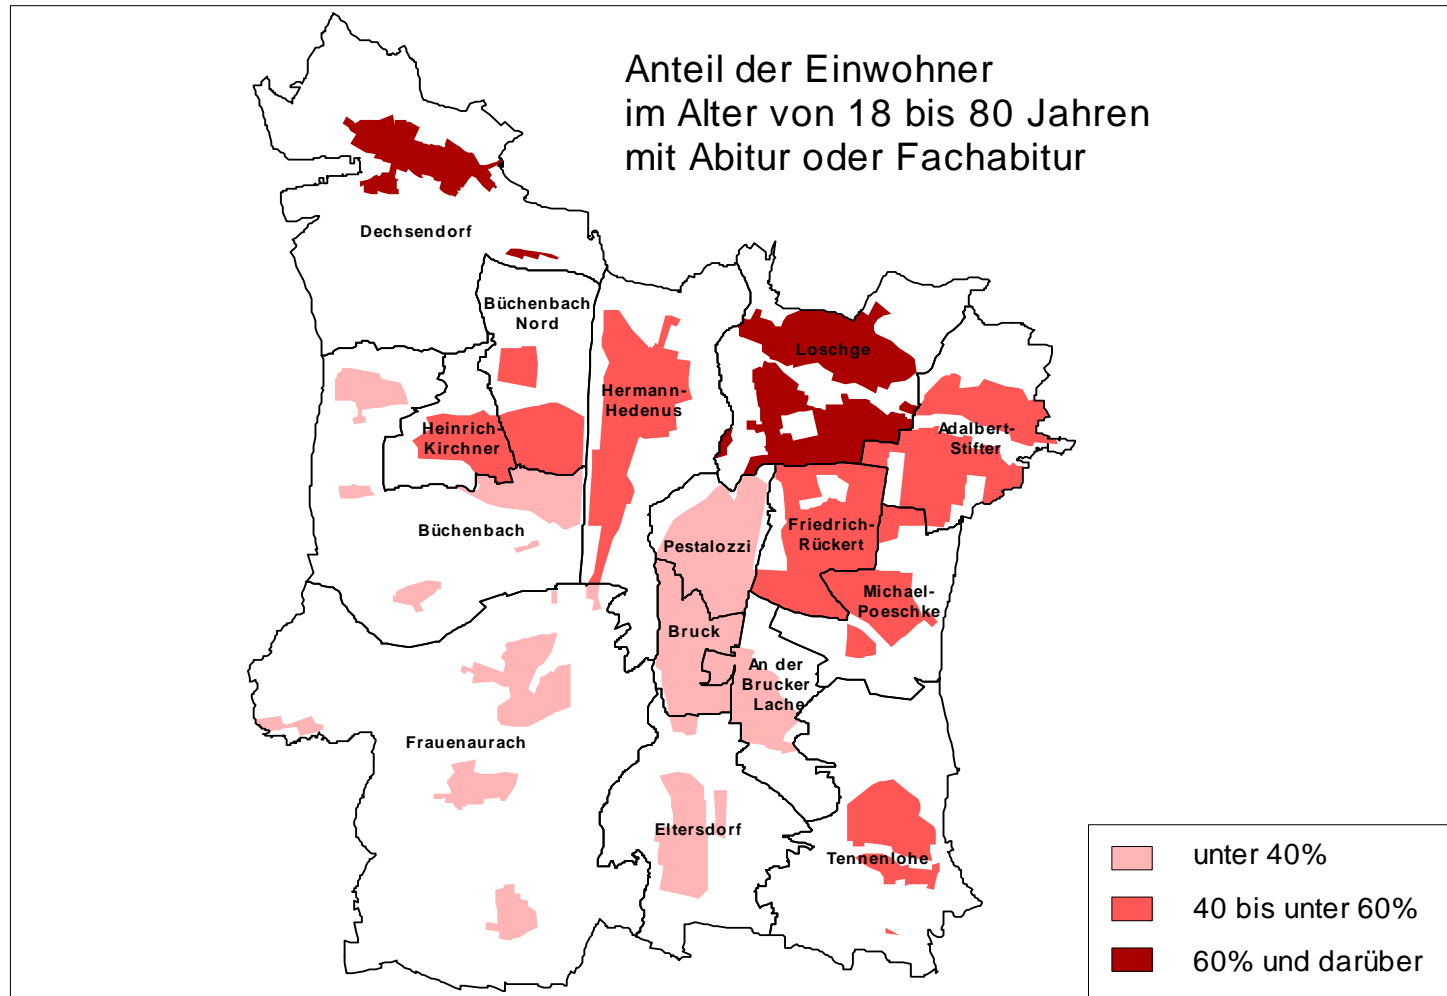 Anteil der Einwohner
im Alter von 18 bis 80 Jahren
mit Abitur oder Fachabitur
Dechsendorf
Büchenbach
Nord
Loschge
Hermann-
Hedenus
Heinrich-
Kirchner
Adalbert-
Stifter
Büchenbach
Pestalozzi
Friedrich-
Rückert
Michael-
Poeschke
Bruck
An der
Brucker
Lache
Frauenaurach
Eltersdorf
Tennenlohe
unter 40%
40 bis unter 60%
60% und darüber